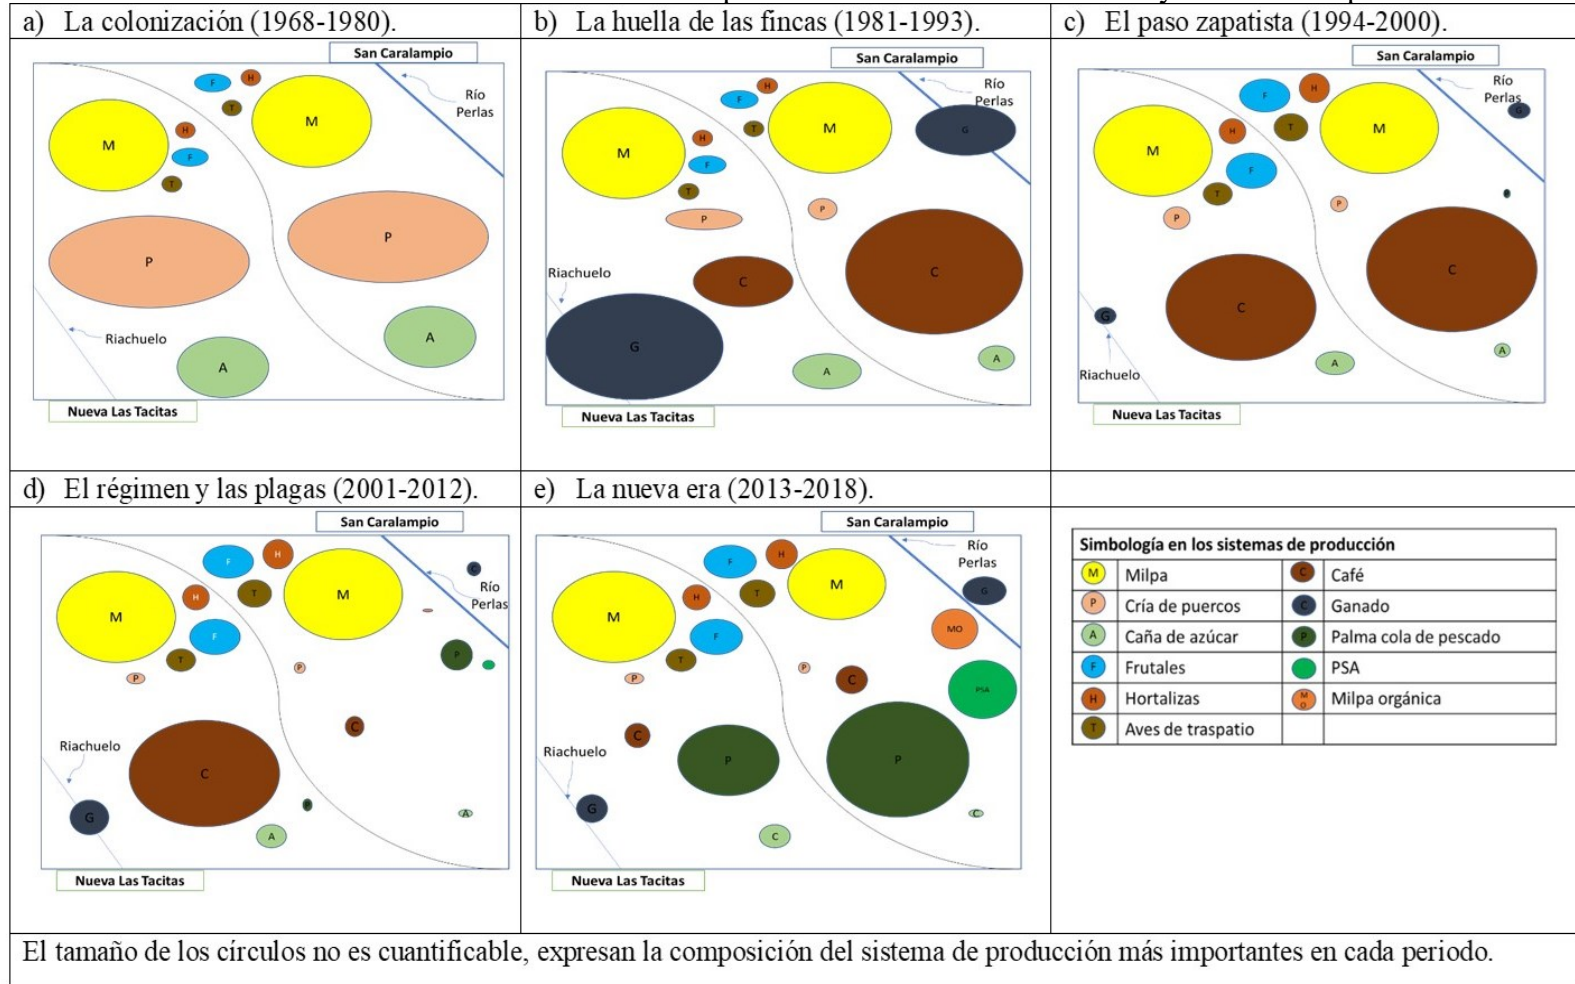 a) La colonización (1968-1980).
San Caralampio
Río
Perlas
F
H
T
M
M
H
F
T
P
P
Riachuelo
A
A
Nueva Las Tacitas
b) La huella de las fincas (1981-1993).
San Caralampio
Río
Perlas
H
F
T
M
G
M
H
F
T
P
P
Riachuelo
C
C
G
A
A
Nueva Las Tacitas
c) El paso zapatista (1994-2000).
San Caralampio
Río
Perlas
F
H
G
T
M
M
H
F
T
P
P
P
C
C
G
Riachuelo
A
A
Nueva Las Tacitas
d) El régimen y las plagas (2001-2012).
San Caralampio
F
H
C
Río
Perlas
T
M
H
M
F
P
T
P
P
C
Riachuelo
C
P
G
A
A
Nueva Las Tacitas
e) La nueva era (2013-2018).
San Caralampio
Río
Perlas
F
H
M
G
T
H
M
MO
F
T
P
P
C
PSA
C
Riachuelo
P
P
G
C
C
Nueva Las Tacitas
Simbología en los sistemas de producción
M Milpa C Café
P Cría de puercos C Ganado
A Caña de azúcar P Palma cola de pescado
F Frutales PSA
H Hortalizas MO Milpa orgánica
T Aves de traspatio
El tamaño de los círculos no es cuantificable, expresan la composición del sistema de producción más importantes en cada periodo.